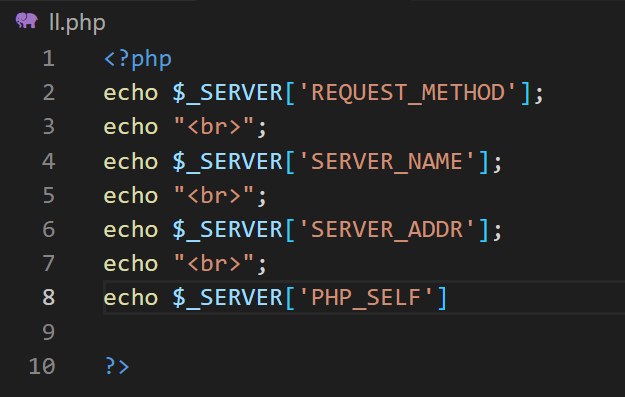 ll.php
1 <?php
2 echo $_SERVER['REQUEST_METHOD'];
3 echo "<br>";
4 echo $_SERVER['SERVER_NAME'];
5 echo "<br>";
6 echo $_SERVER['SERVER_ADDR'];
7 echo "<br>";
8 echo $_SERVER['PHP_SELF']
9
10 ?>